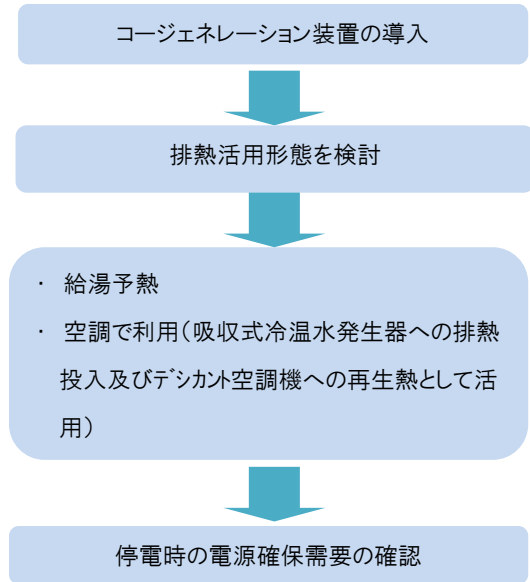 コージェネレーション装置の導入
排熱活用形態を検討
· 給湯予熱
· 空調で利用（吸収式冷温水発生器への排熱
投入及びﾃﾞｼｶﾝﾄ空調機への再生熱として活
用）
停電時の電源確保需要の確認